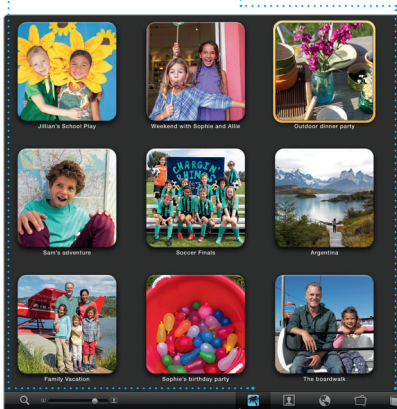 Jillian's School Play
Weekend with Sophie and Allie
Outdoor dinner party
CHARGIN'
RHINOS
Sam's adventure
Soccer Finals
Argentina
Family Vacation
Sophie's birthday party
The boardwalk